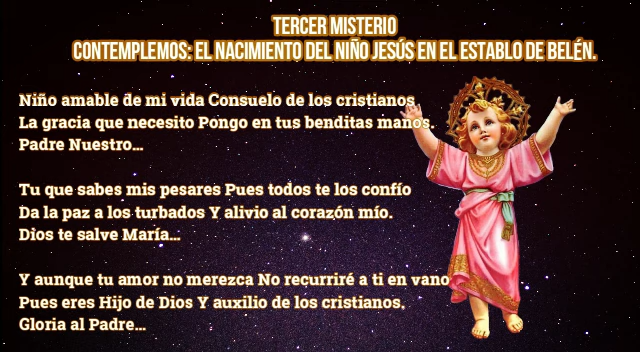 TERCER MISTERIO
CONTEMPLEMOS: EL NACIMIENTO DEL NIÑO JESÚS EN EL ESTABLO DE BELÉN.
Niño amable de mi vida Consuelo de los cristianos,
La gracia que necesito Pongo en tus benditas manos.
Padre Nuestro...
Tu que sabes mis pesares Pues todos te los confío
Da la paz a los turbados Y alivio al corazón mío.
Dios te salve María...
Y aunque tu amor no merezca No recurriré a ti en vano
Pues eres Hijo de Dios Y auxilio de los cristianos.
Gloria al Padre...